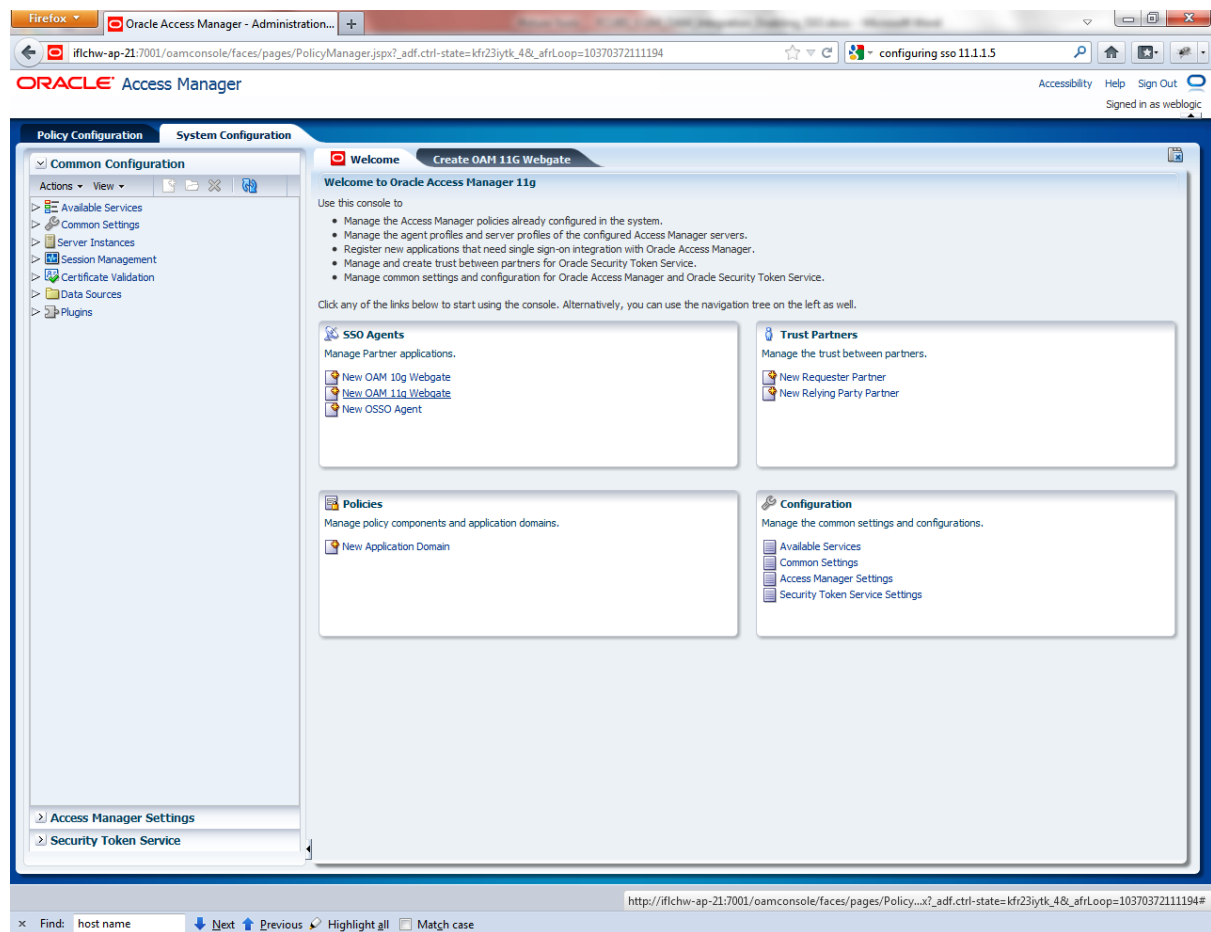 Firefox
Oracle Access Manager - Administration...
iflchw-ap-21:7001/oamconsole/faces/pages/PolicyManager.jspx?_adf.ctrl-state=kfr23iytk_4&_afrLoop=10370372111194
configuring sso 11.1.1.5
ORACLE Access Manager
Accessibility Help Sign Out
Signed in as weblogic
Policy Configuration System Configuration
Common Configuration
Actions View
Available Services
Common Settings
Server Instances
Session Management
Certificate Validation
Data Sources
Plugins
Access Manager Settings
Security Token Service
Welcome Create OAM 11G Webgate
Welcome to Oracle Access Manager 11g
Use this console to
• Manage the Access Manager policies already configured in the system.
• Manage the agent profiles and server profiles of the configured Access Manager servers.
• Register new applications that need single sign-on integration with Oracle Access Manager.
• Manage and create trust between partners for Oracle Security Token Service.
• Manage common settings and configuration for Oracle Access Manager and Oracle Security Token Service.
Click any of the links below to start using the console. Alternatively, you can use the navigation tree on the left as well.
SSO Agents
Manage Partner applications.
New OAM 10g Webgate
New OAM 11g Webgate
New OSSO Agent
Trust Partners
Manage the trust between partners.
New Requester Partner
New Relying Party Partner
Policies
Manage policy components and application domains.
New Application Domain
Configuration
Manage the common settings and configurations.
Available Services
Common Settings
Access Manager Settings
Security Token Service Settings
http://iflchw-ap-21:7001/oamconsole/faces/pages/Policy...x?_adf.ctrl-state=kfr23iytk_4&_afrLoop=10370372111194#
× Find: host name Next Previous Highlight all Match case